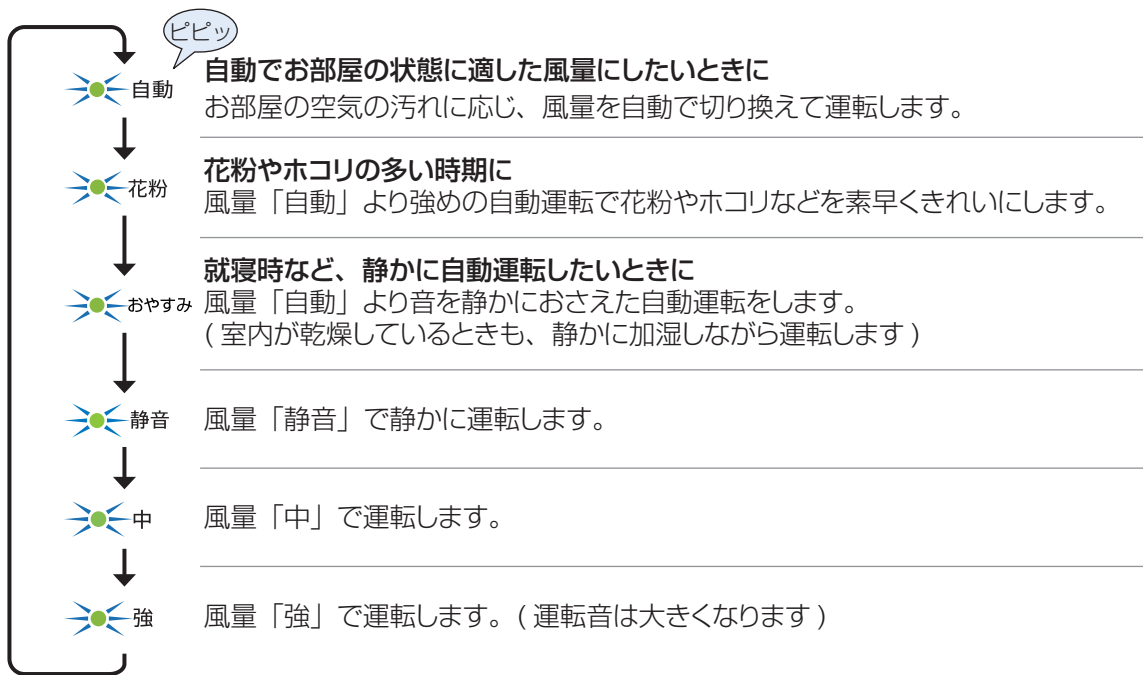 ピピッ
自動
自動でお部屋の状態に適した風量にしたいときに
お部屋の空気の汚れに応じ、風量を自動で切り換えて運転します。
花粉
花粉やホコリの多い時期に
風量「自動」より強めの自動運転で花粉やホコリなどを素早くきれいにします。
おやすみ
就寝時など、静かに自動運転したいときに
風量「自動」より音を静かにおさえた自動運転をします。
( 室内が乾燥しているときも、静かに加湿しながら運転します )
静音
風量「静音」で静かに運転します。
中
風量「中」で運転します。
強
風量「強」で運転します。( 運転音は大きくなります )